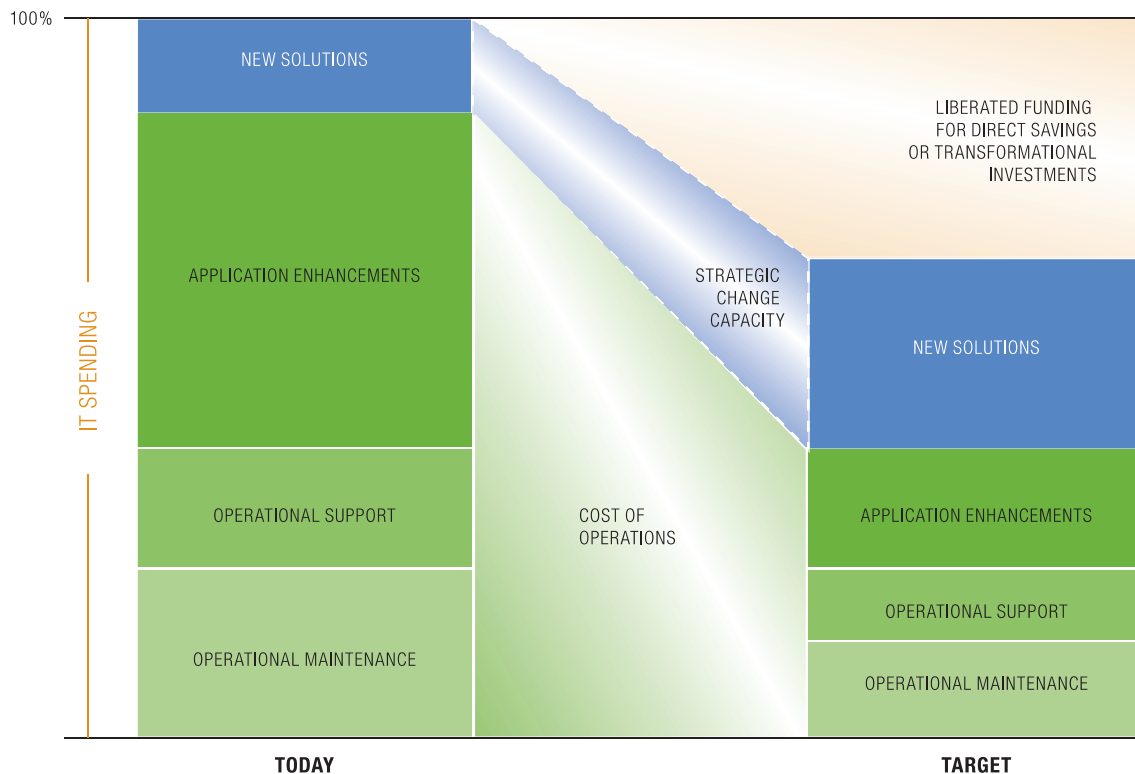 100%
IT SPENDING
NEW SOLUTIONS
APPLICATION ENHANCEMENTS
OPERATIONAL SUPPORT
OPERATIONAL MAINTENANCE
TODAY
STRATEGIC
CHANGE
CAPACITY
COST OF
OPERATIONS
LIBERATED FUNDING
FOR DIRECT SAVINGS
OR TRANSFORMATIONAL
INVESTMENTS
NEW SOLUTIONS
APPLICATION ENHANCEMENTS
OPERATIONAL SUPPORT
OPERATIONAL MAINTENANCE
TARGET